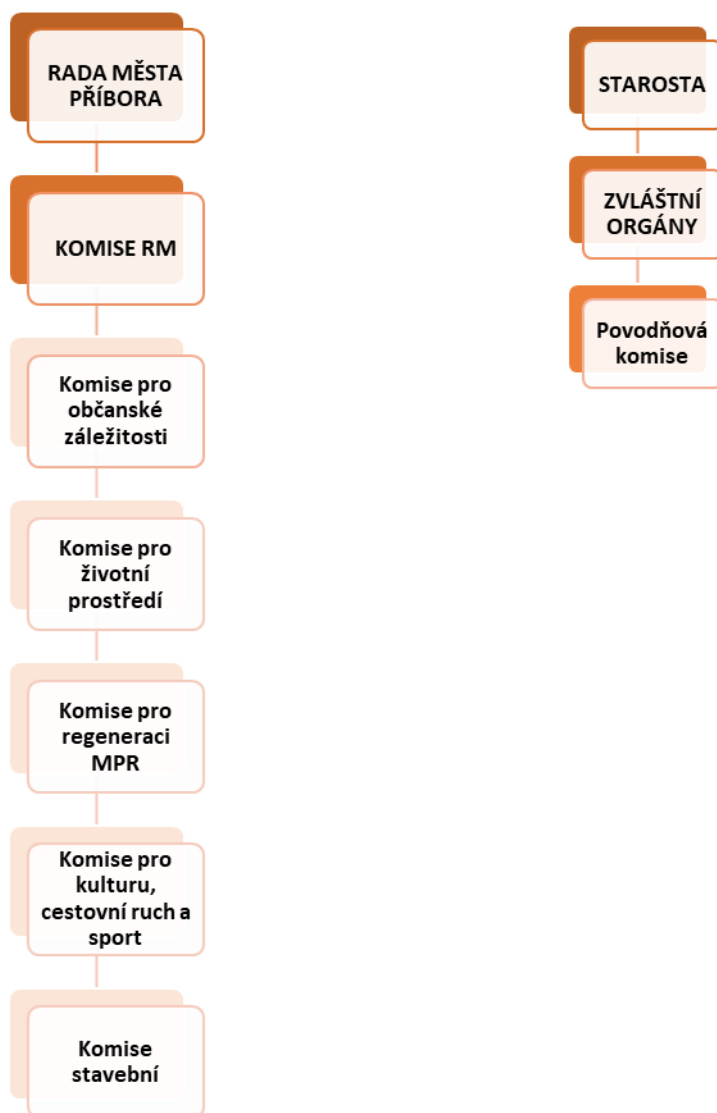 RADA MĚSTA
PŘÍBORA
KOMISE RM
Komise pro
občanské
záležitosti
Komise pro
životní
prostředí
Komise pro
regeneraci
MPR
Komise pro
kulturu,
cestovní ruch a
sport
Komise
stavební
STAROSTA
ZVLÁŠTNÍ
ORGÁNY
Povodňová
komise